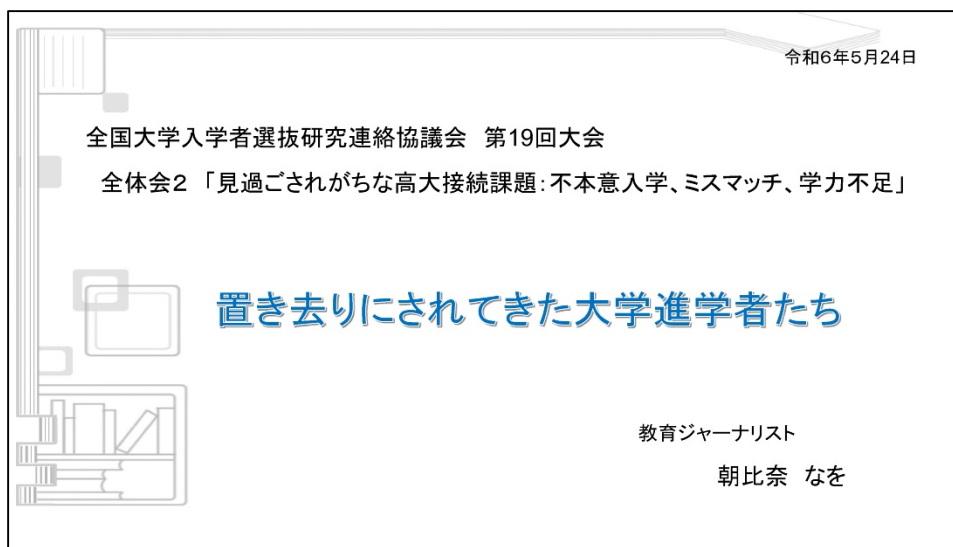 令和6年5月24日
全国大学入学者選抜研究連絡協議会　第19回大会
全体会２　「見過ごされがちな高大接続課題：不本意入学、ミスマッチ、学力不足」
置き去りにされてきた大学進学者たち
教育ジャーナリスト
朝比奈　なを